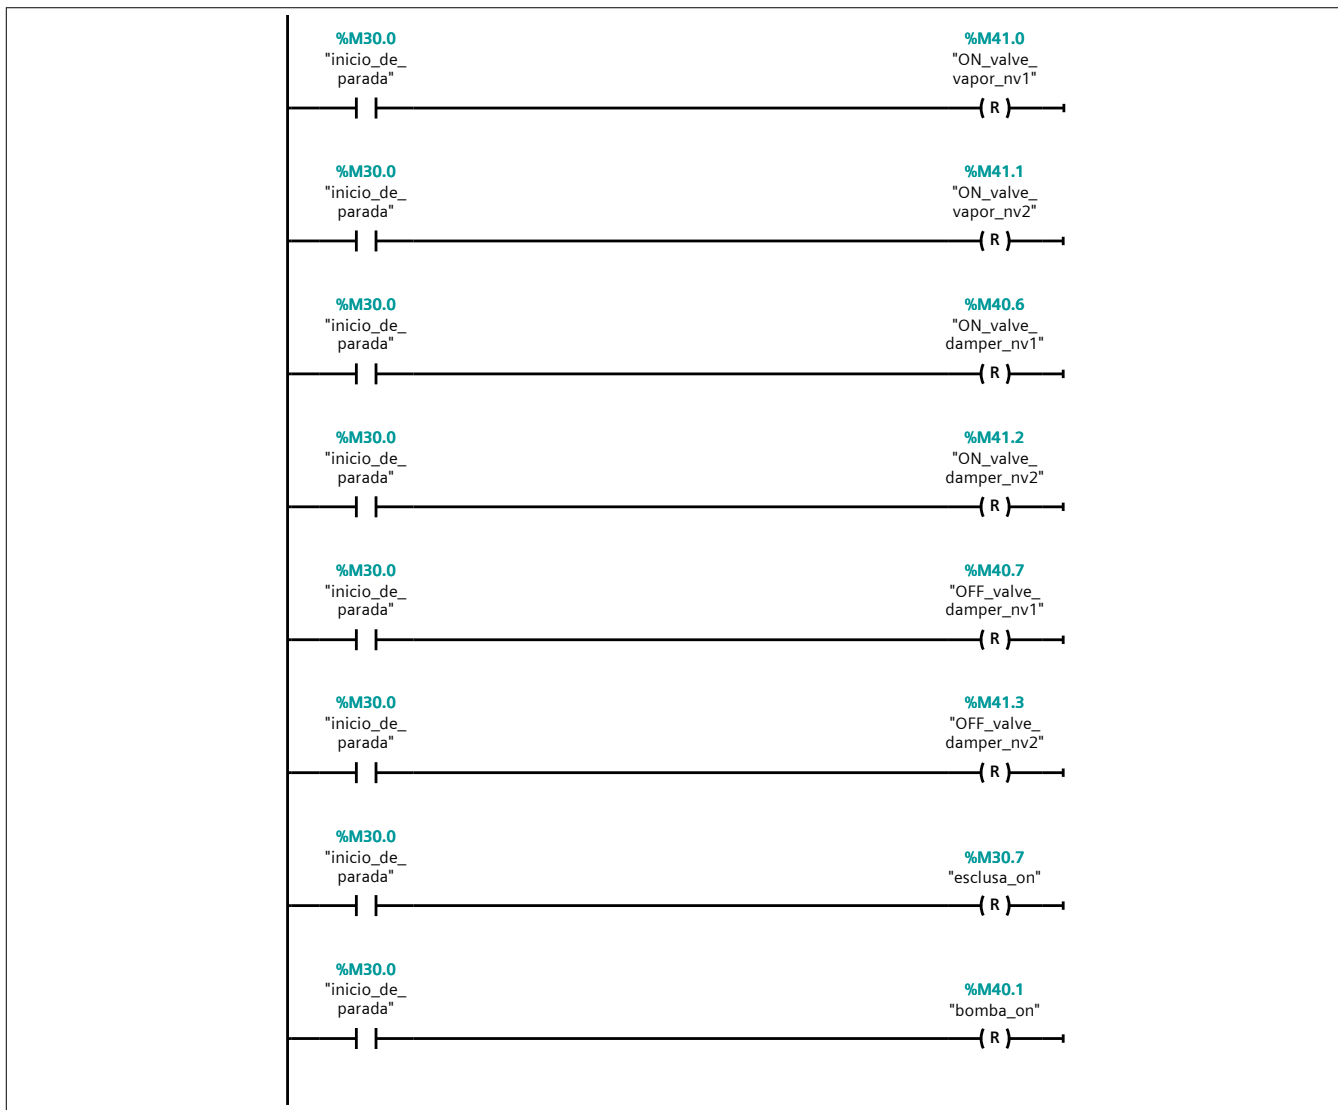 %M30.0 %M41.0
"inicio_de_ "ON_valve_
parada" vapor_nv1"
( R )
%M30.0 %M41.1
"inicio_de_ "ON_valve_
parada" vapor_nv2"
( R )
%M30.0 %M40.6
"inicio_de_ "ON_valve_
parada" damper_nv1"
( R )
%M30.0 %M41.2
"inicio_de_ "ON_valve_
parada" damper_nv2"
( R )
%M30.0 %M40.7
"inicio_de_ "OFF_valve_
parada" damper_nv1"
( R )
%M30.0 %M41.3
"inicio_de_ "OFF_valve_
parada" damper_nv2"
( R )
%M30.0
"inicio_de_ %M30.7
parada" "esclusa_on"
( R )
%M30.0
"inicio_de_ %M40.1
parada" "bomba_on"
( R )